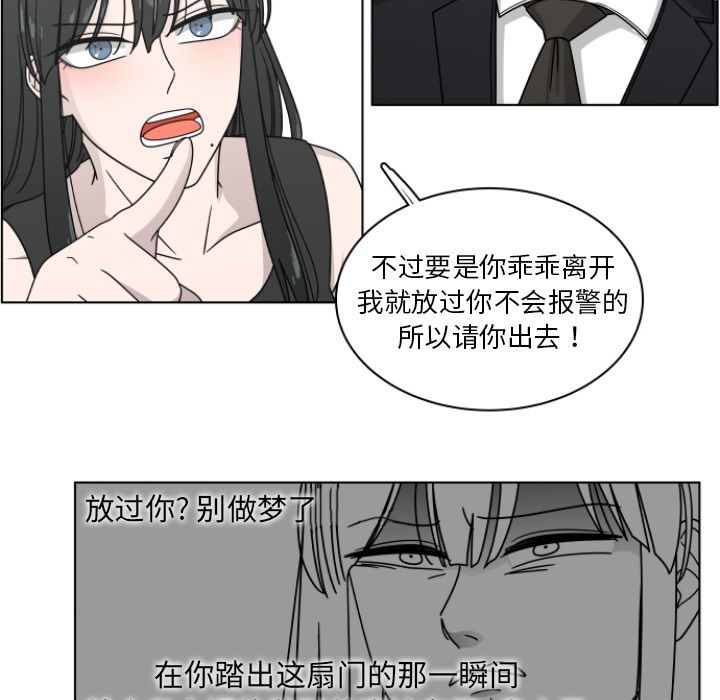 不过要是你乖乖离开
我就放过你不会报警的
所以请你出去！
放过你? 别做梦了
在你踏出这扇门的那一瞬间